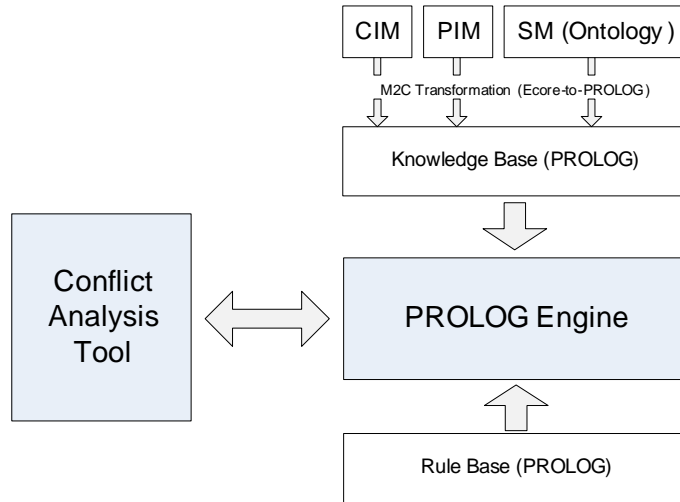 CIM
PIM
SM (Ontology)
M2C Transformation (Ecore-to-PROLOG)
Knowledge Base (PROLOG)
Conflict
Analysis
Tool
PROLOG Engine
Rule Base (PROLOG)